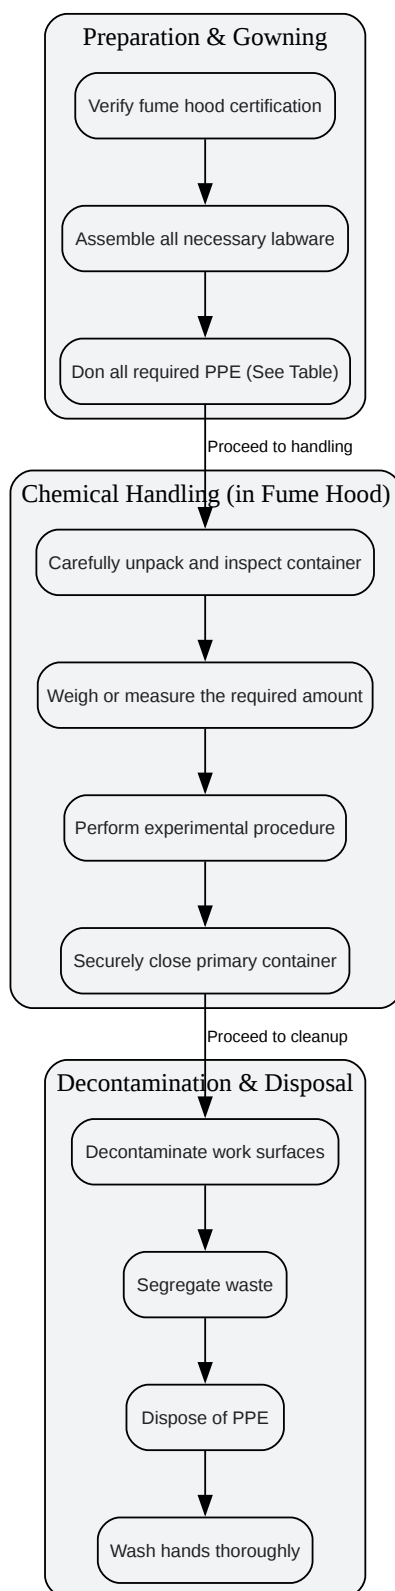 Preparation & Gowning
Verify fume hood certification
Assemble all necessary labware
Don all required PPE (See Table)
Proceed to handling
Chemical Handling (in Fume Hood)
Carefully unpack and inspect container
Weigh or measure the required amount
Perform experimental procedure
Securely close primary container
Proceed to cleanup
Decontamination & Disposal
Decontaminate work surfaces
Segregate waste
Dispose of PPE
Wash hands thoroughly